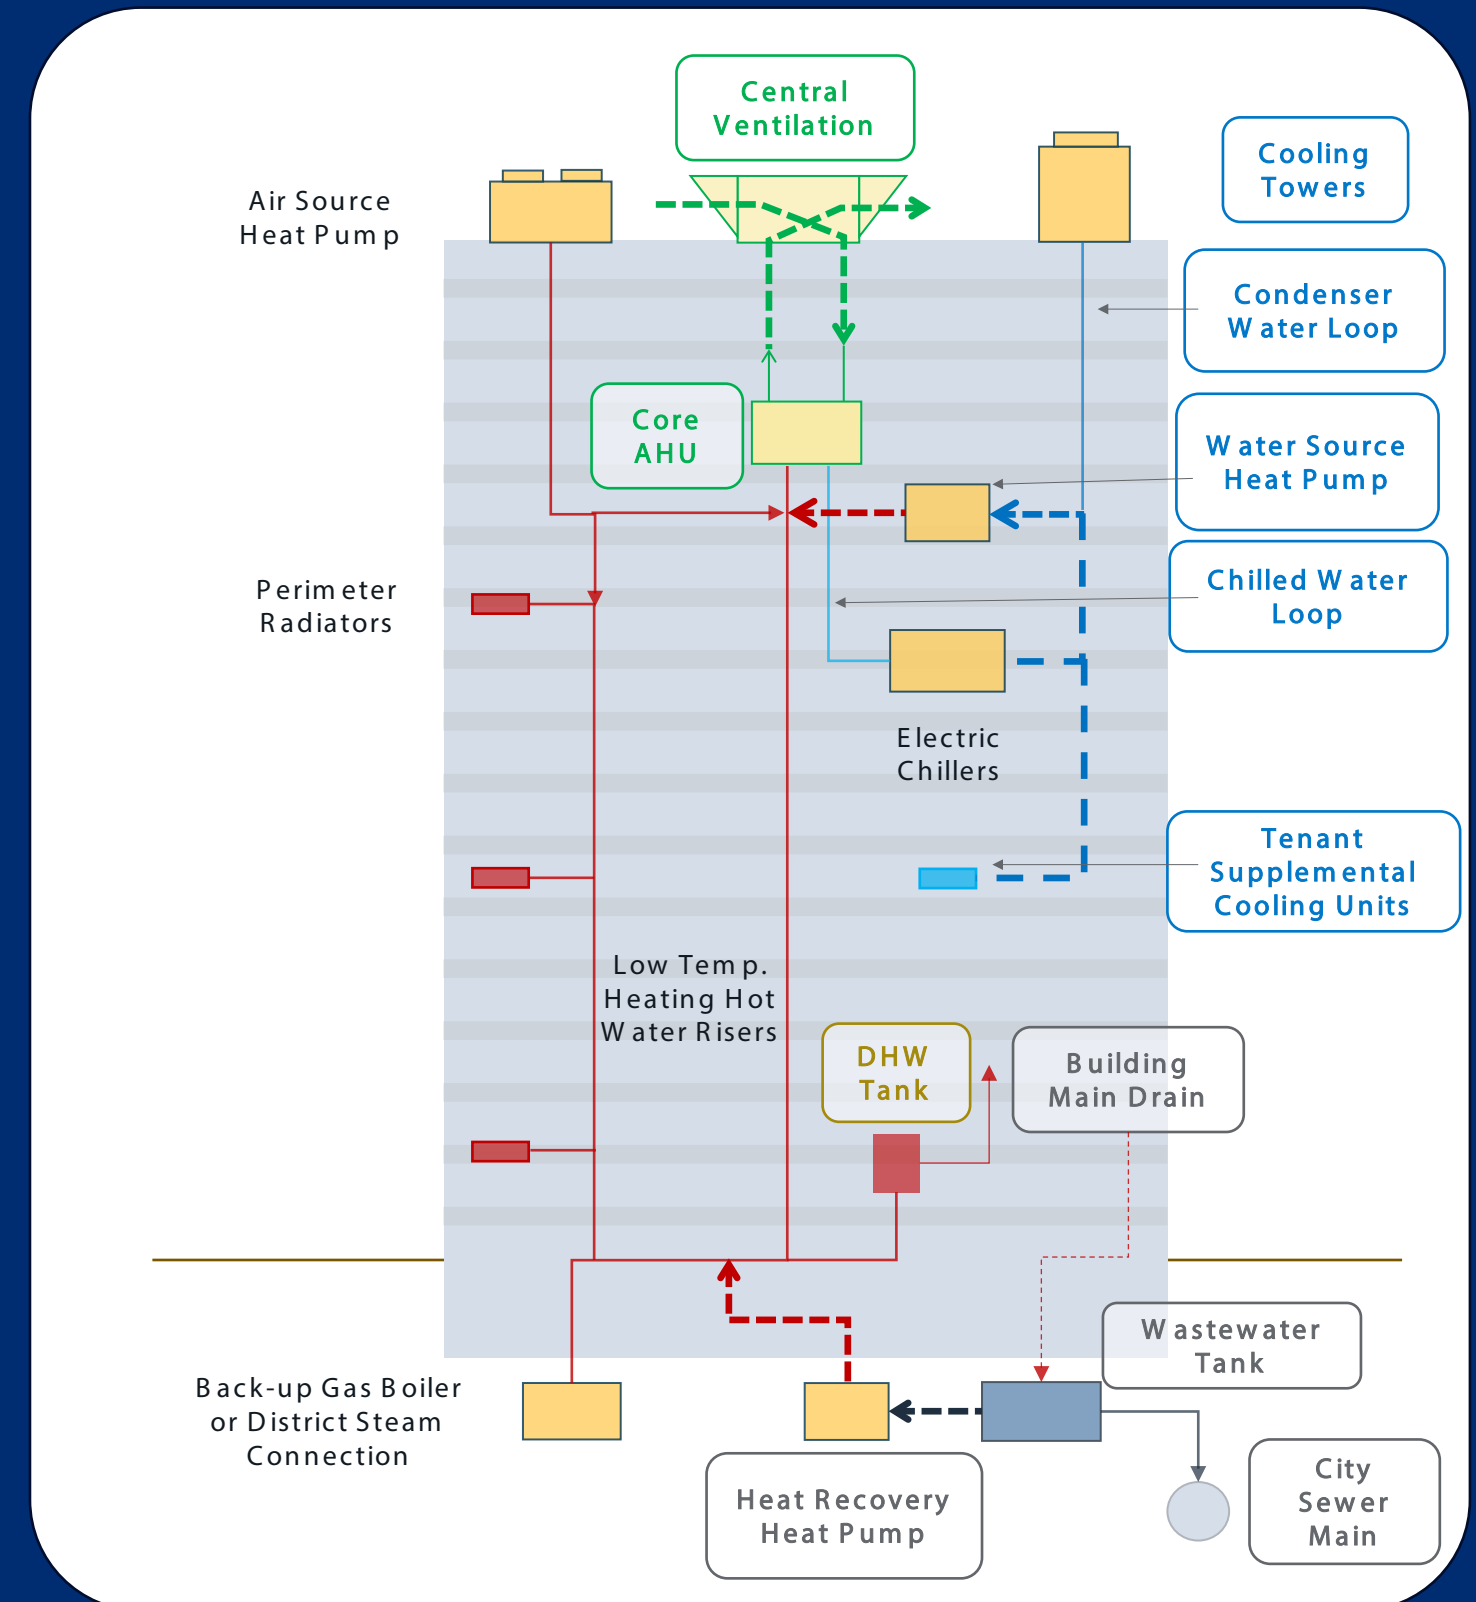 Central
Ventilation
Cooling
Towers
Air Source
Heat Pump
Condenser
Water Loop
Core
AHU
Water Source
Heat Pump
Chilled Water
Loop
Perimeter
Radiators
Electric
Chillers
Tenant
Supplemental
Cooling Units
Low Temp.
Heating Hot
Water Risers
DHW
Tank
Building
Main Drain
Wastewater
Tank
Back-up Gas Boiler
or District Steam
Connection
Heat Recovery
Heat Pump
City
Sewer
Main